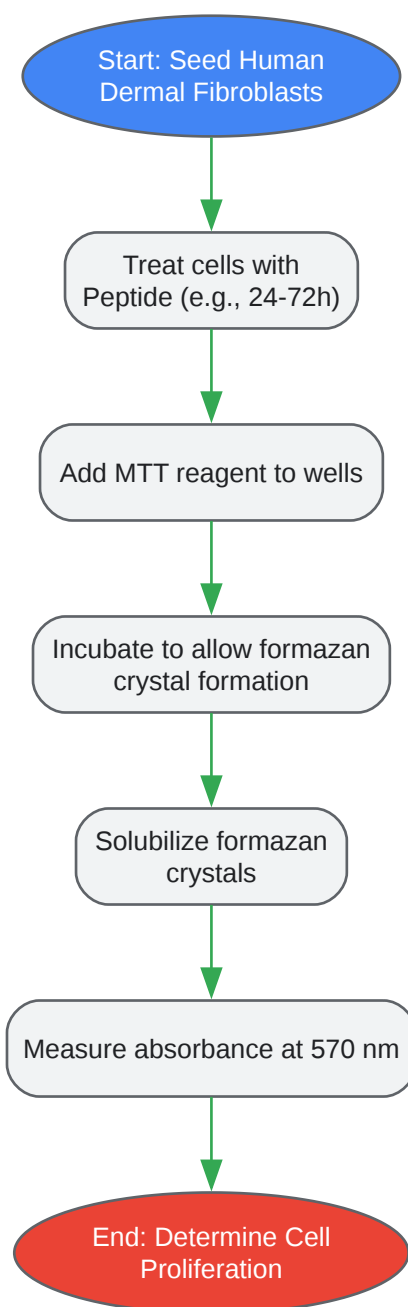 Start: Seed Human
Dermal Fibroblasts
Treat cells with
Peptide (e.g., 24-72h)
Add MTT reagent to wells
Incubate to allow formazan
crystal formation
Solubilize formazan
crystals
Measure absorbance at 570 nm
End: Determine Cell
Proliferation